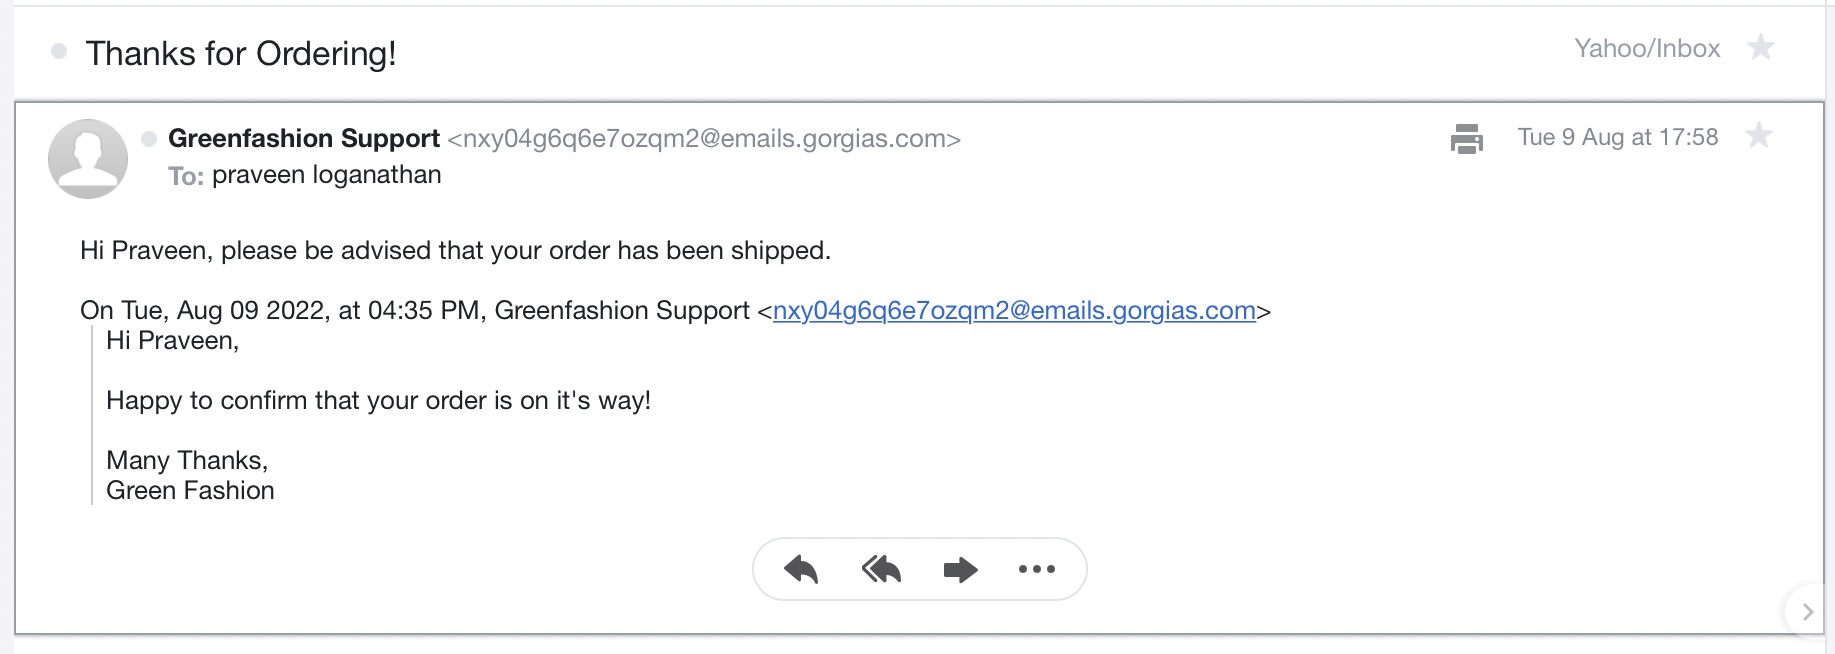 Thanks for Ordering!
Yahoo/Inbox
Greenfashion Support <nxy04g6q6e7ozqm2@emails.gorgias.com>
Tue 9 Aug at 17:58
To: praveen loganathan
Hi Praveen, please be advised that your order has been shipped.
On Tue, Aug 09 2022, at 04:35 PM, Greenfashion Support <nxy04g6q6e7ozqm2@emails.gorgias.com>
Hi Praveen,
Happy to confirm that your order is on it's way!
Many Thanks,
Green Fashion